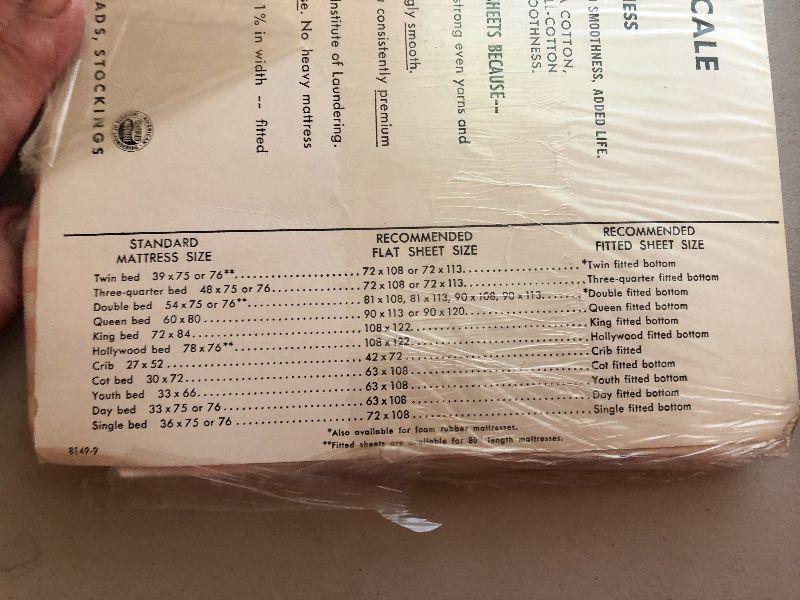 CALE
NESS
SMOOTHNESS, ADDED LIFE.
A COTTON,
LL-COTTON
OOTHNESS.
SHEETS BECAUSE--
strong even yarns and
gly smooth.
consistently premium
Institute of Laundering.
e. No heavy mattress
1% in width -- fitted
ADS, STOCKINGS
STANDARD MATTRESS SIZE RECOMMENDED FLAT SHEET SIZE RECOMMENDED FITTED SHEET SIZE
Twin bed 39 x 75 or 76** 72 x 108 or 72 x 113 *Twin fitted bottom
Three-quarter bed 48 x 75 or 76 72 x 108 or 72 x 113 Three-quarter fitted bottom
Double bed 54 x 75 or 76** 81 x 108, 81 x 113, 90 x 108, 90 x 113 *Double fitted bottom
Queen bed 60 x 80 90 x 113 or 90 x 120 Queen fitted bottom
King bed 72 x 84 108 x 122 King fitted bottom
Hollywood bed 78 x 76** 108 x 122 Hollywood fitted bottom
Crib 27 x 52 42 x 72 Crib fitted
Cot bed 30 x 72 63 x 108 Cot fitted bottom
Youth bed 33 x 66 63 x 108 Youth fitted bottom
Day bed 33 x 75 or 76 63 x 108 Day fitted bottom
Single bed 36 x 75 or 76 72 x 108 Single fitted bottom
*Also available for foam rubber mattresses.
**Fitted sheets are available for 80" length mattresses.
8149-9